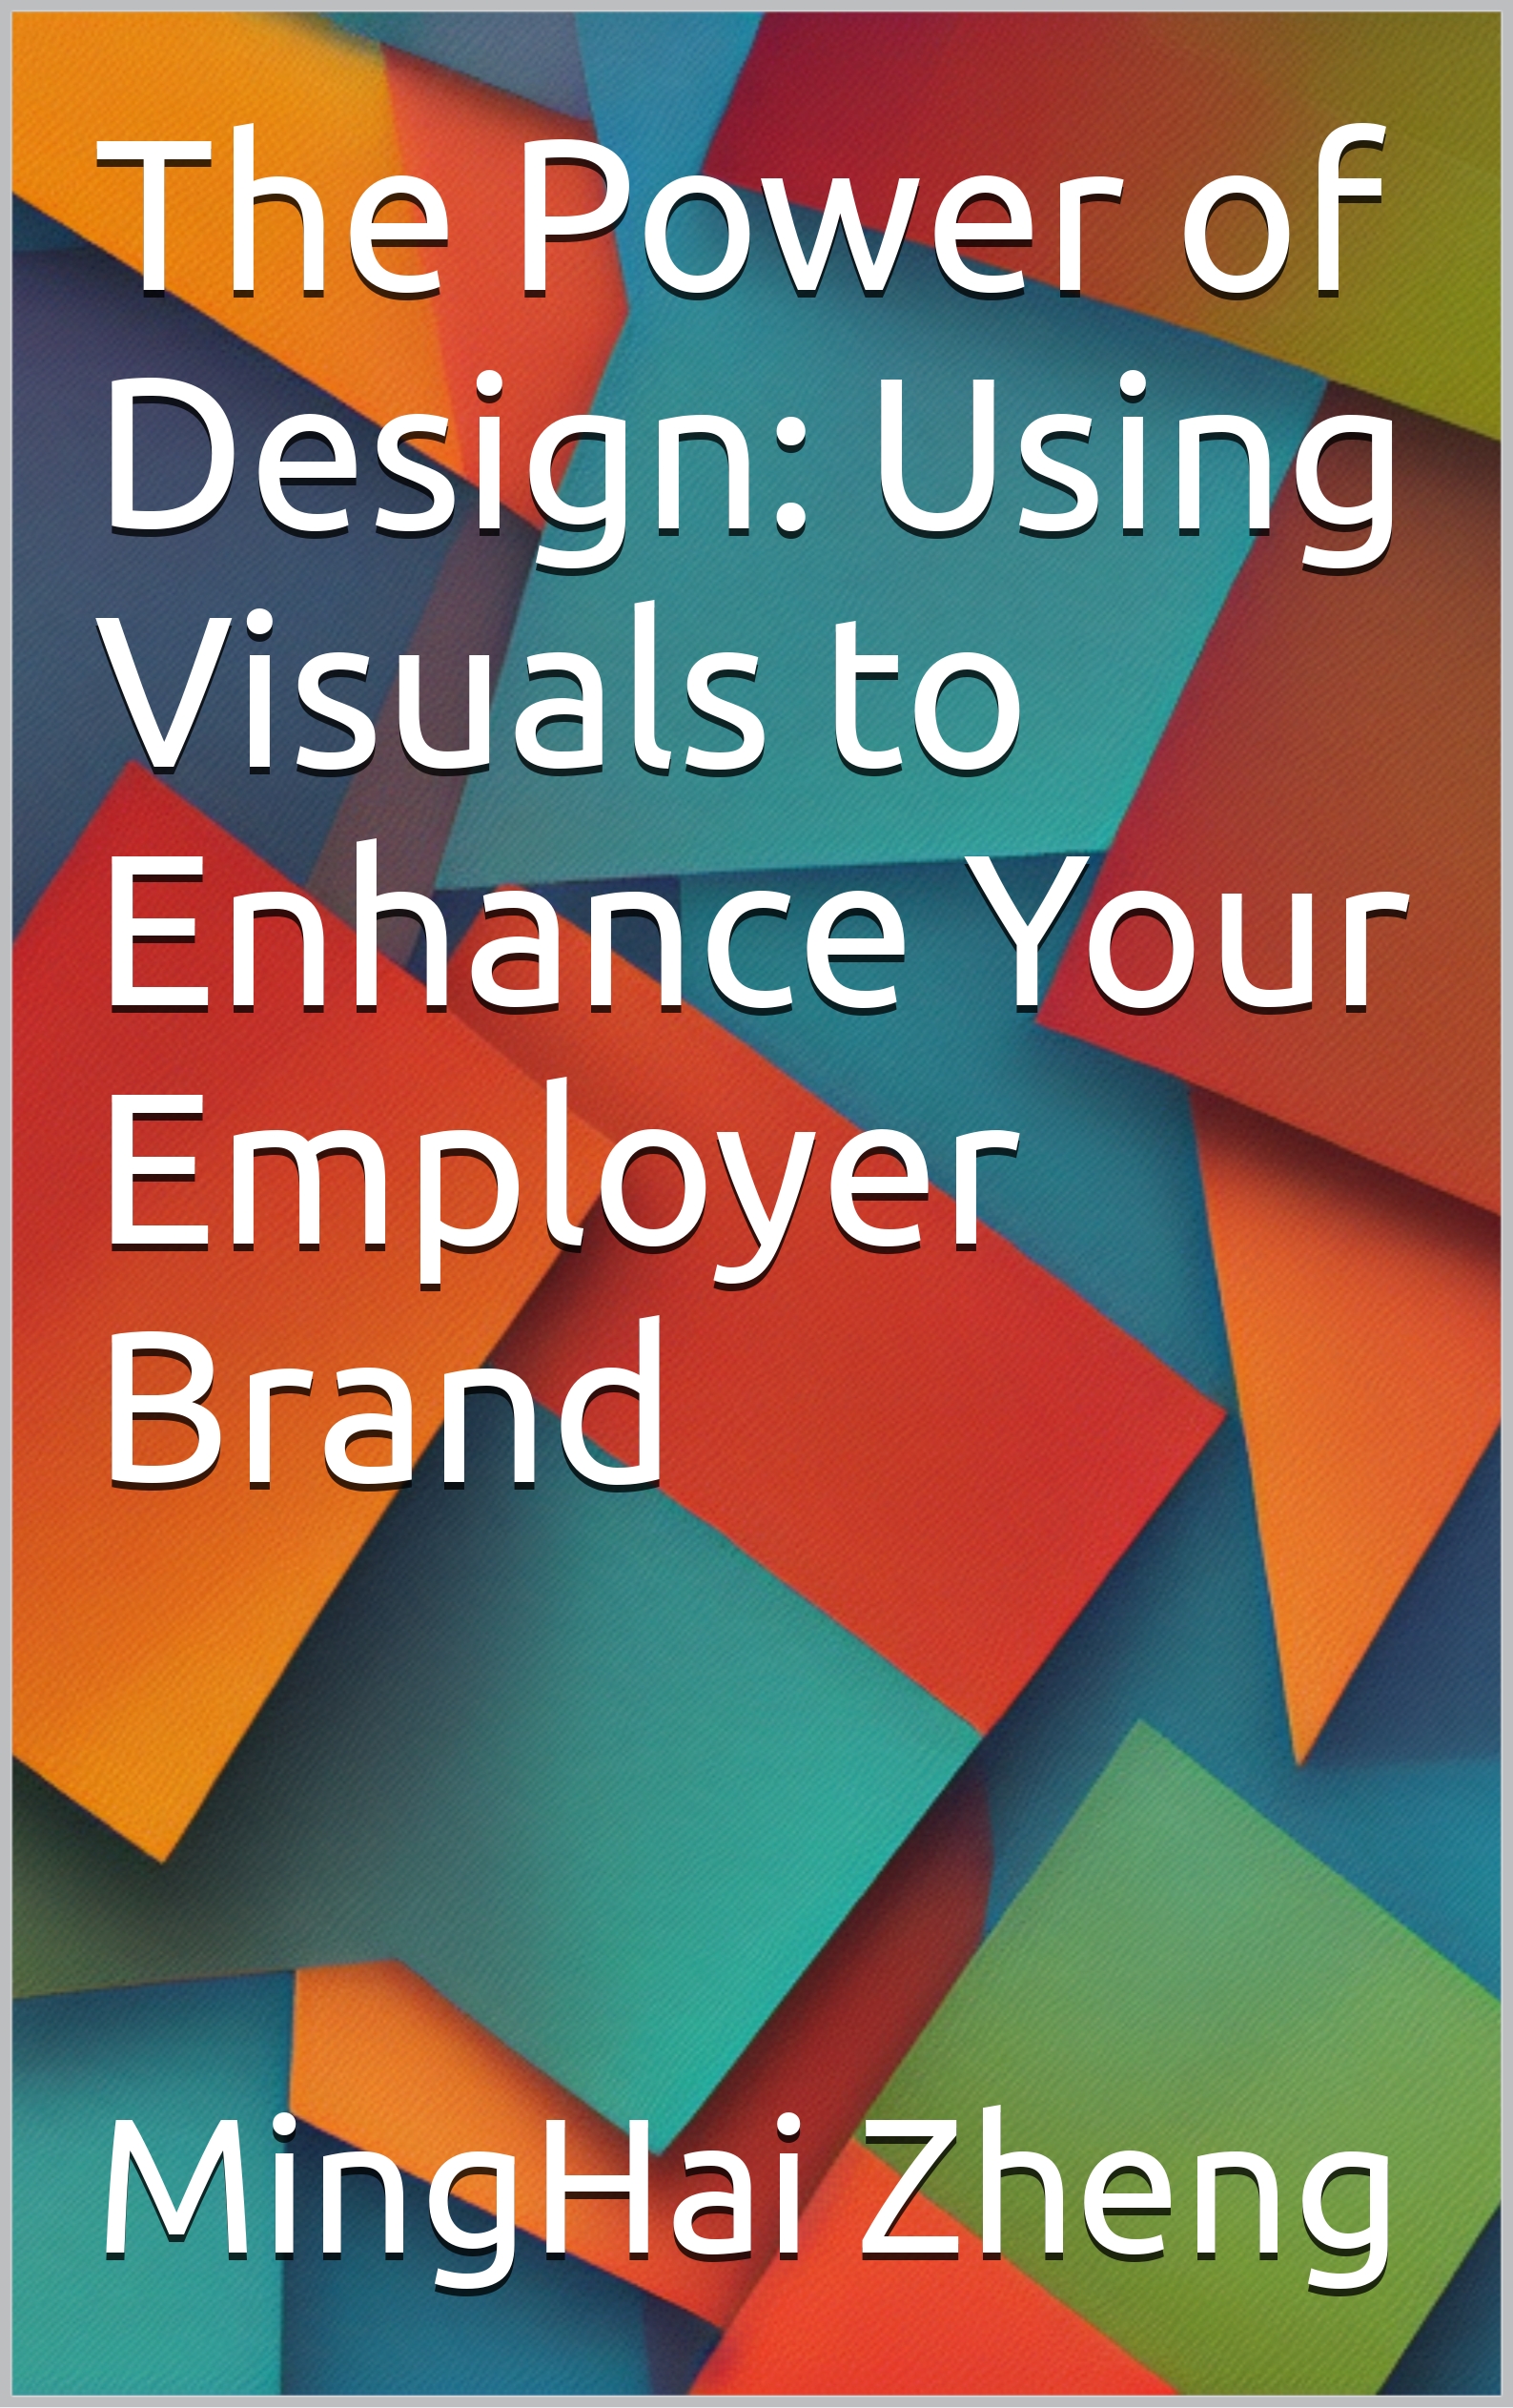 The Power of
Design: Using
Visuals to
Enhance Your
Employer
Brand
MingHai Zheng